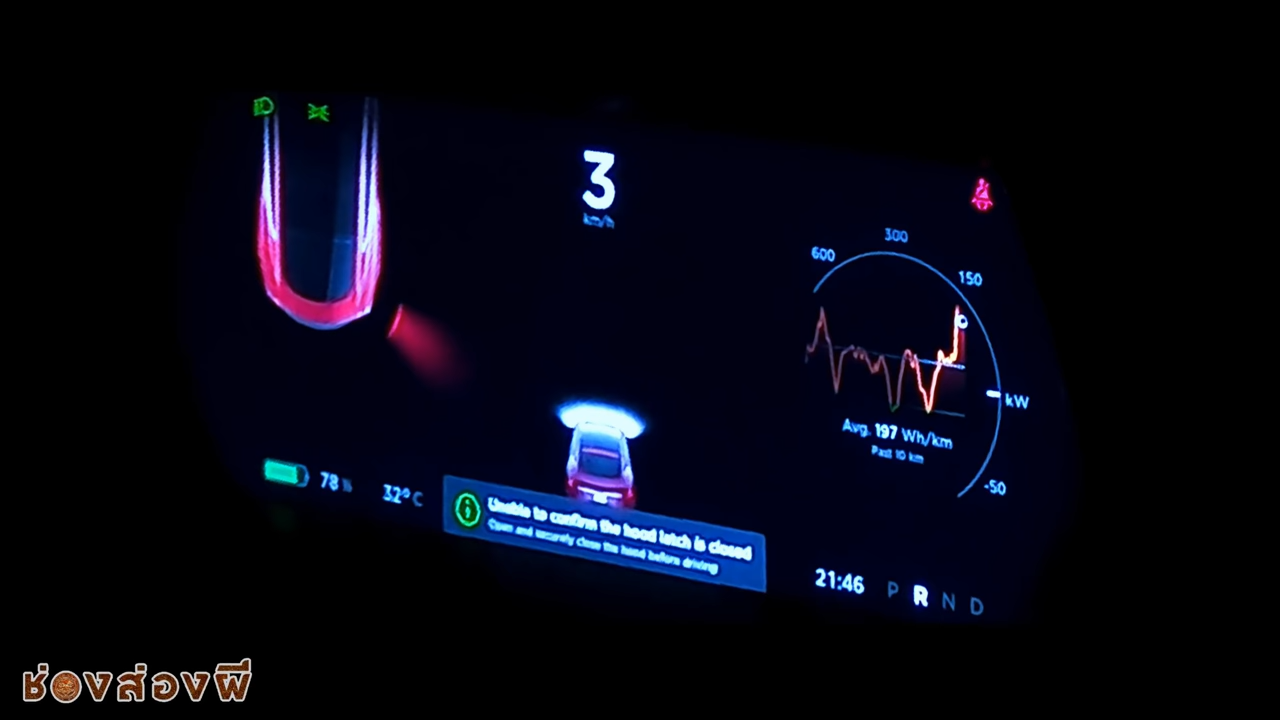 3
km/h
300
600
150
kW
Avg. 197 Wh/km
Past 10 km
-50
78 %
32°C
Unable to confirm the hood latch is closed
Open and securely close the hood before driving
21:46 P R N D
ช่องส่องผี